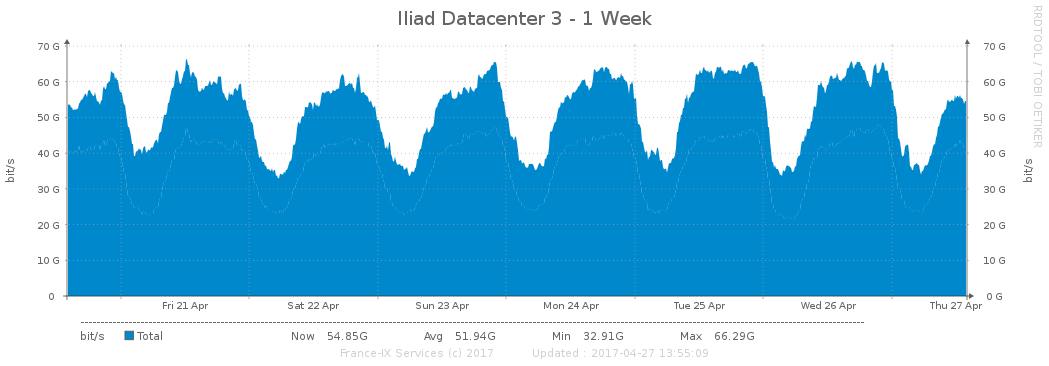 Iliad Datacenter 3 - 1 Week
RRDTOOL / TOBI OETIKER
70 G 70 G
60 G 60 G
50 G 50 G
40 G 40 G
30 G 30 G
20 G 20 G
10 G 10 G
0 0 G
bit/s bit/s
Fri 21 Apr Sat 22 Apr Sun 23 Apr Mon 24 Apr Tue 25 Apr Wed 26 Apr Thu 27 Apr
bit/s Total Now 54.85G Avg 51.94G Min 32.91G Max 66.29G
France-IX Services (c) 2017 Updated : 2017-04-27 13:55:09